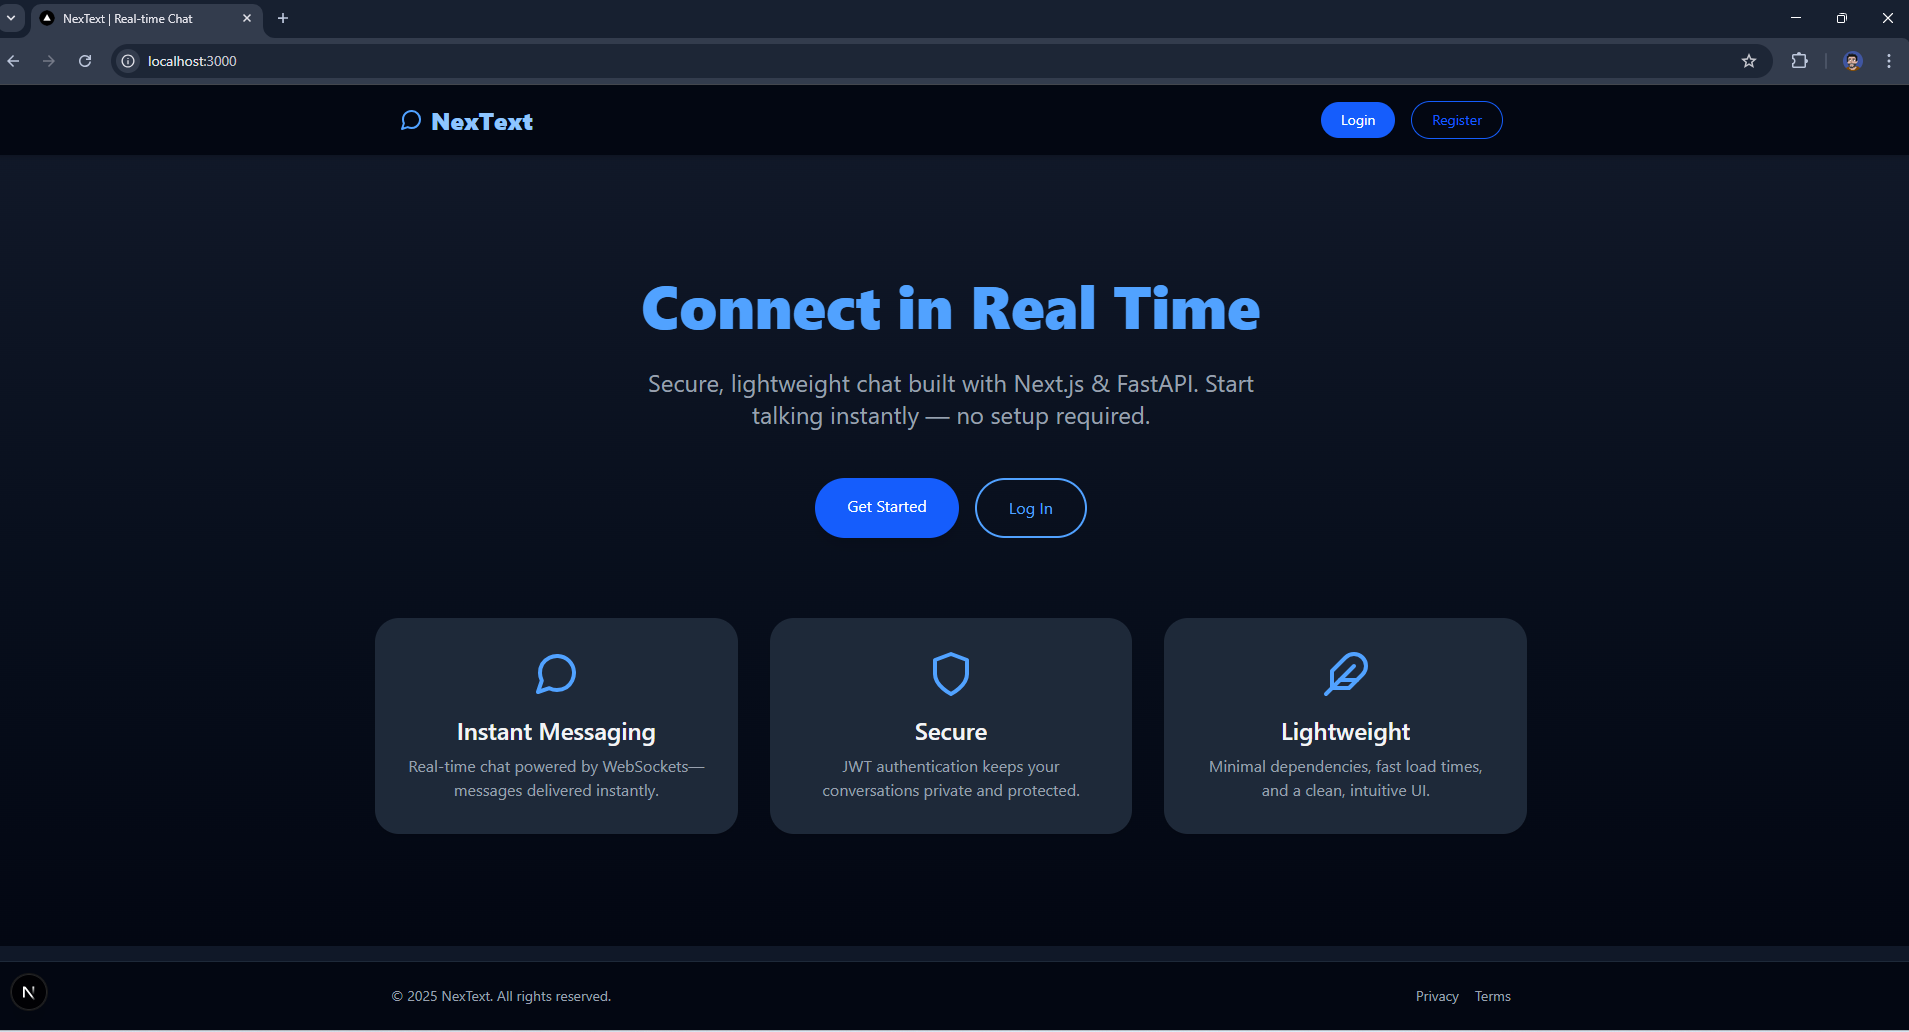 NexText | Real-time Chat
localhost:3000
NexText
Login
Register
Connect in Real Time
Secure, lightweight chat built with Next.js & FastAPI. Start
talking instantly — no setup required.
Get Started
Log In
Instant Messaging
Real-time chat powered by WebSockets—
messages delivered instantly.
Secure
JWT authentication keeps your
conversations private and protected.
Lightweight
Minimal dependencies, fast load times,
and a clean, intuitive UI.
N
© 2025 NexText. All rights reserved.
Privacy
Terms